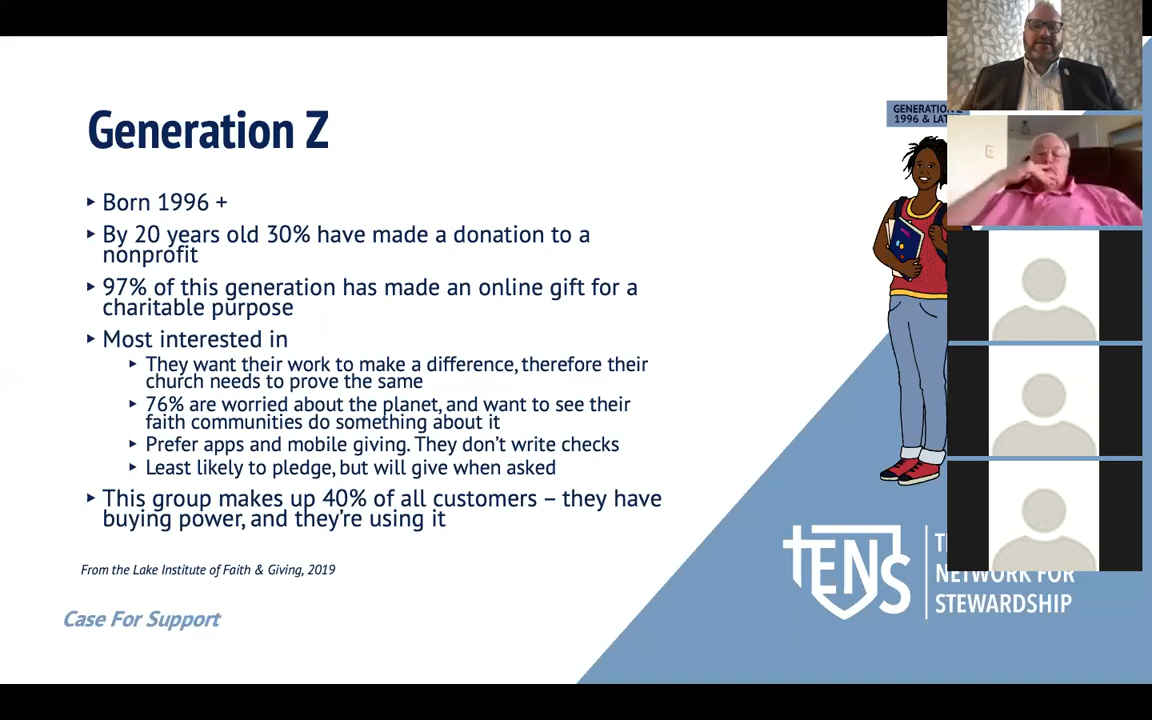 Generation Z
GENERATION
1996 & LAT
‣ Born 1996 +
‣ By 20 years old 30% have made a donation to a
nonprofit
‣ 97% of this generation has made an online gift for a
charitable purpose
‣ Most interested in
‣ They want their work to make a difference, therefore their
church needs to prove the same
‣ 76% are worried about the planet, and want to see their
faith communities do something about it
‣ Prefer apps and mobile giving. They don't write checks
‣ Least likely to pledge, but will give when asked
‣ This group makes up 40% of all customers – they have
buying power, and they're using it
From the Lake Institute of Faith & Giving, 2019
Case For Support
tENS
NETWORK FOR
STEWARDSHIP